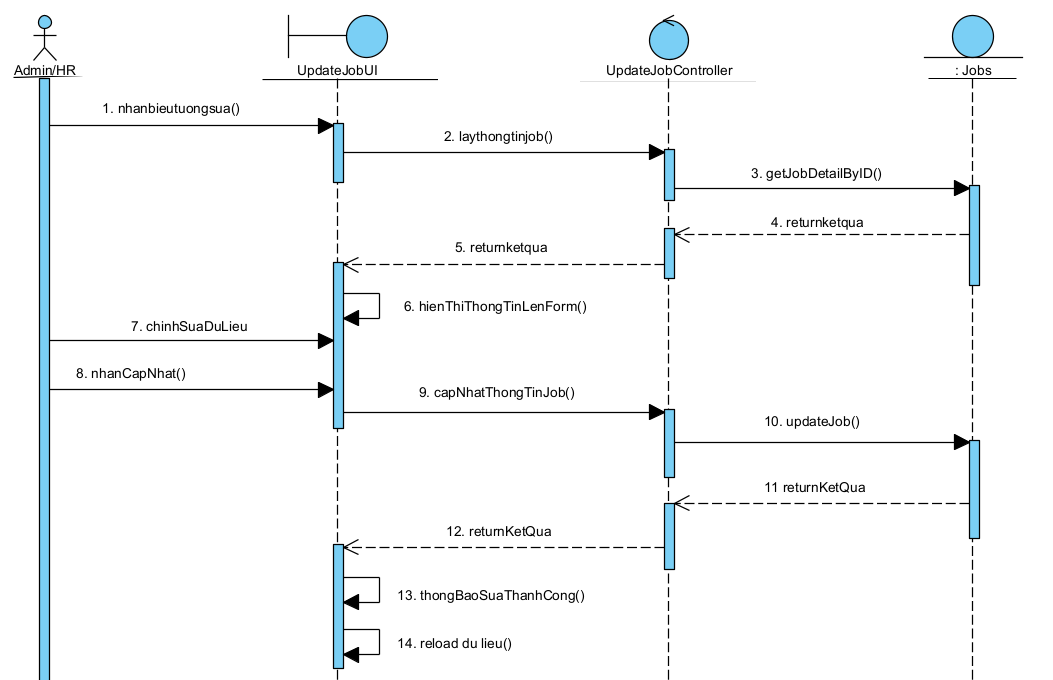 Admin/HR
UpdateJobUI
UpdateJobController
: Jobs
1. nhanbieutuongsua()
2. laythongtinjob()
3. getJobDetailByID()
4. returnketqua
5. returnketqua
6. hienThiThongTinLenForm()
7. chinhSuaDuLieu
8. nhanCapNhat()
9. capNhatThongTinJob()
10. updateJob()
11 returnKetQua
12. returnKetQua
13. thongBaoSuaThanhCong()
14. reload du lieu()